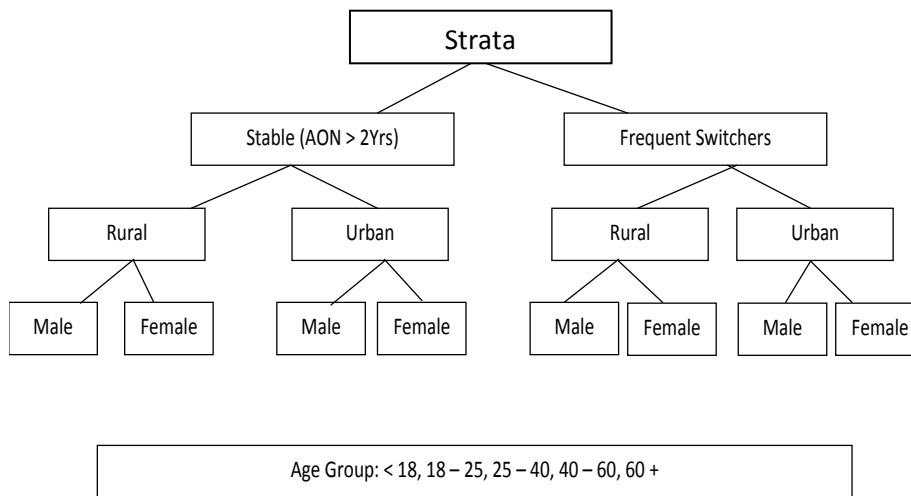 Strata
Stable (AON > 2Yrs) Frequent Switchers
Rural Urban Rural Urban
Male Female Male Female Male Female Male Female
Age Group: < 18, 18 – 25, 25 – 40, 40 – 60, 60 +